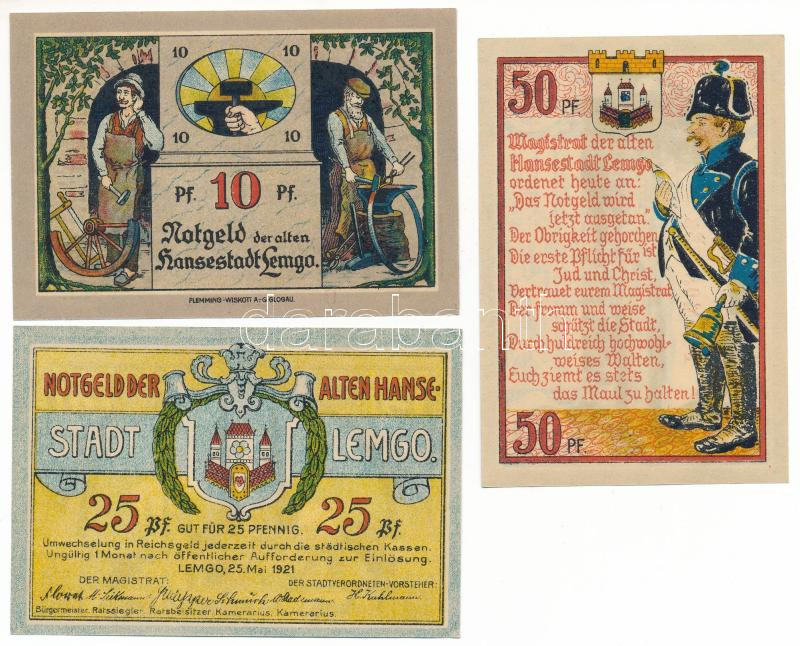 10 10
10 10
Pf. 10 Pf.
Notgeld der alten
Hansestadt Lemgo.
FLEMMING-WISKOTT A.-G. GLOGAU.
NOTGELD DER ALTEN HANSE-
STADT LEMGO.
25 Pf. GUT FÜR 25 PFENNIG. 25 Pf.
Umwechselung in Reichsgeld jederzeit durch die städtischen Kassen.
Ungültig 1 Monat nach öffentlicher Aufforderung zur Einlösung.
LEMGO, 25. Mai 1921
DER MAGISTRAT: DER STADTVERORDNETEN-VORSTEHER:
H. Kuhlmann
Bürgermeister. Ratssiegler. Ratsbeisitzer. Kamerarius. Kamerarius.
50 PF
Magistrat der alten
Hansestadt Lemgo
ordenet heute an:
"Das Notgeld wird
jetzt ausgetan"
Der Obrigkeit gehorchen ist
Die erste Pflicht für
Jud und Christ,
Vertrauet eurem Magistrat
Der fromm und weise
schützt die Stadt,
Durch huldreich hochwohl-
weises Walten,
Euch ziemt es stets
das Maul zu halten!
50 PF.
darabanth